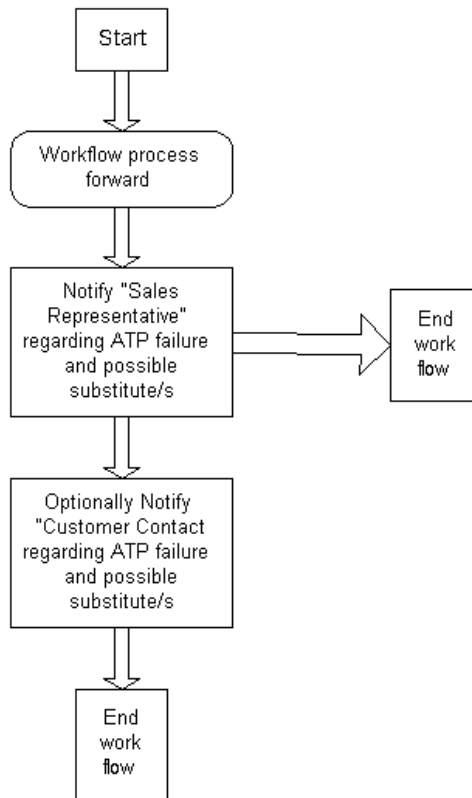 Start
Workflow process
forward
Notify "Sales
Representative"
regarding ATP failure
and possible
substitute/s
End
work
flow
Optionally Notify
"Customer Contact
regarding ATP failure
and possible
substitute/s
End
work
flow